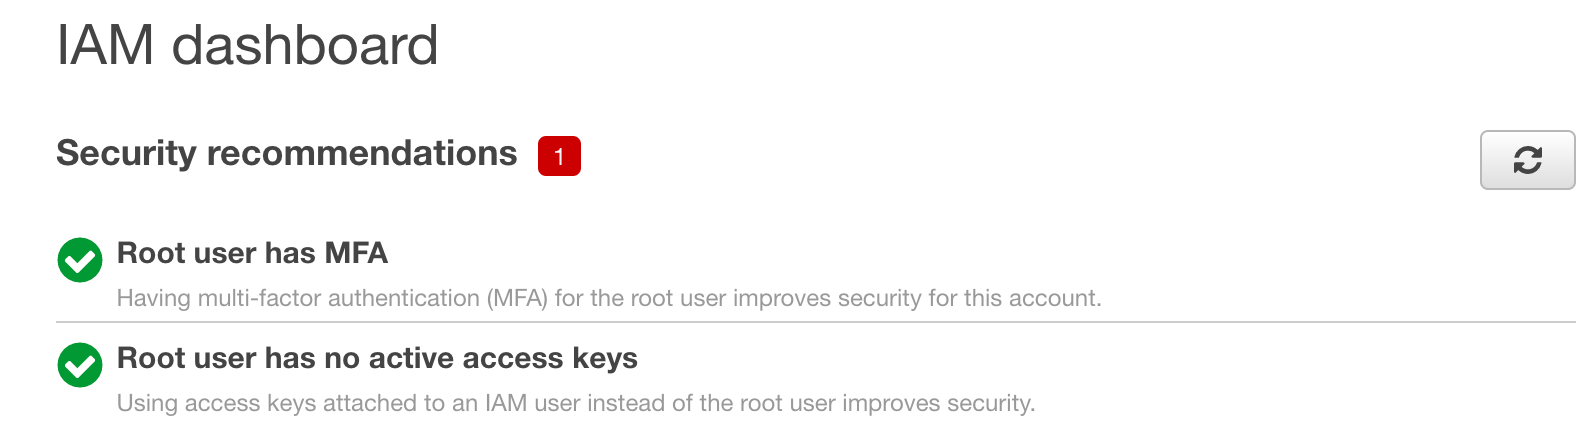 IAM dashboard
Security recommendations 1
Root user has MFA
Having multi-factor authentication (MFA) for the root user improves security for this account.
Root user has no active access keys
Using access keys attached to an IAM user instead of the root user improves security.